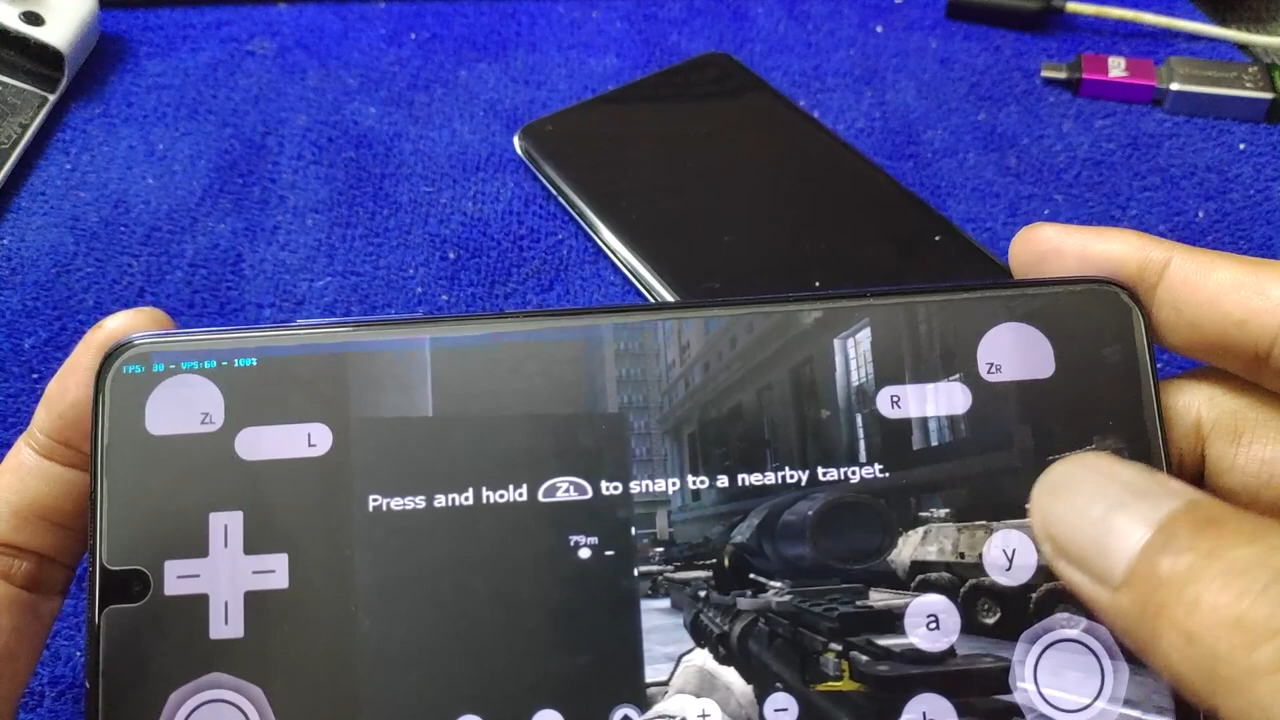 FPS: 30 - VPS:60 - 100%
ZL
L
R
ZR
Press and hold ZL to snap to a nearby target.
79m
y
a
b